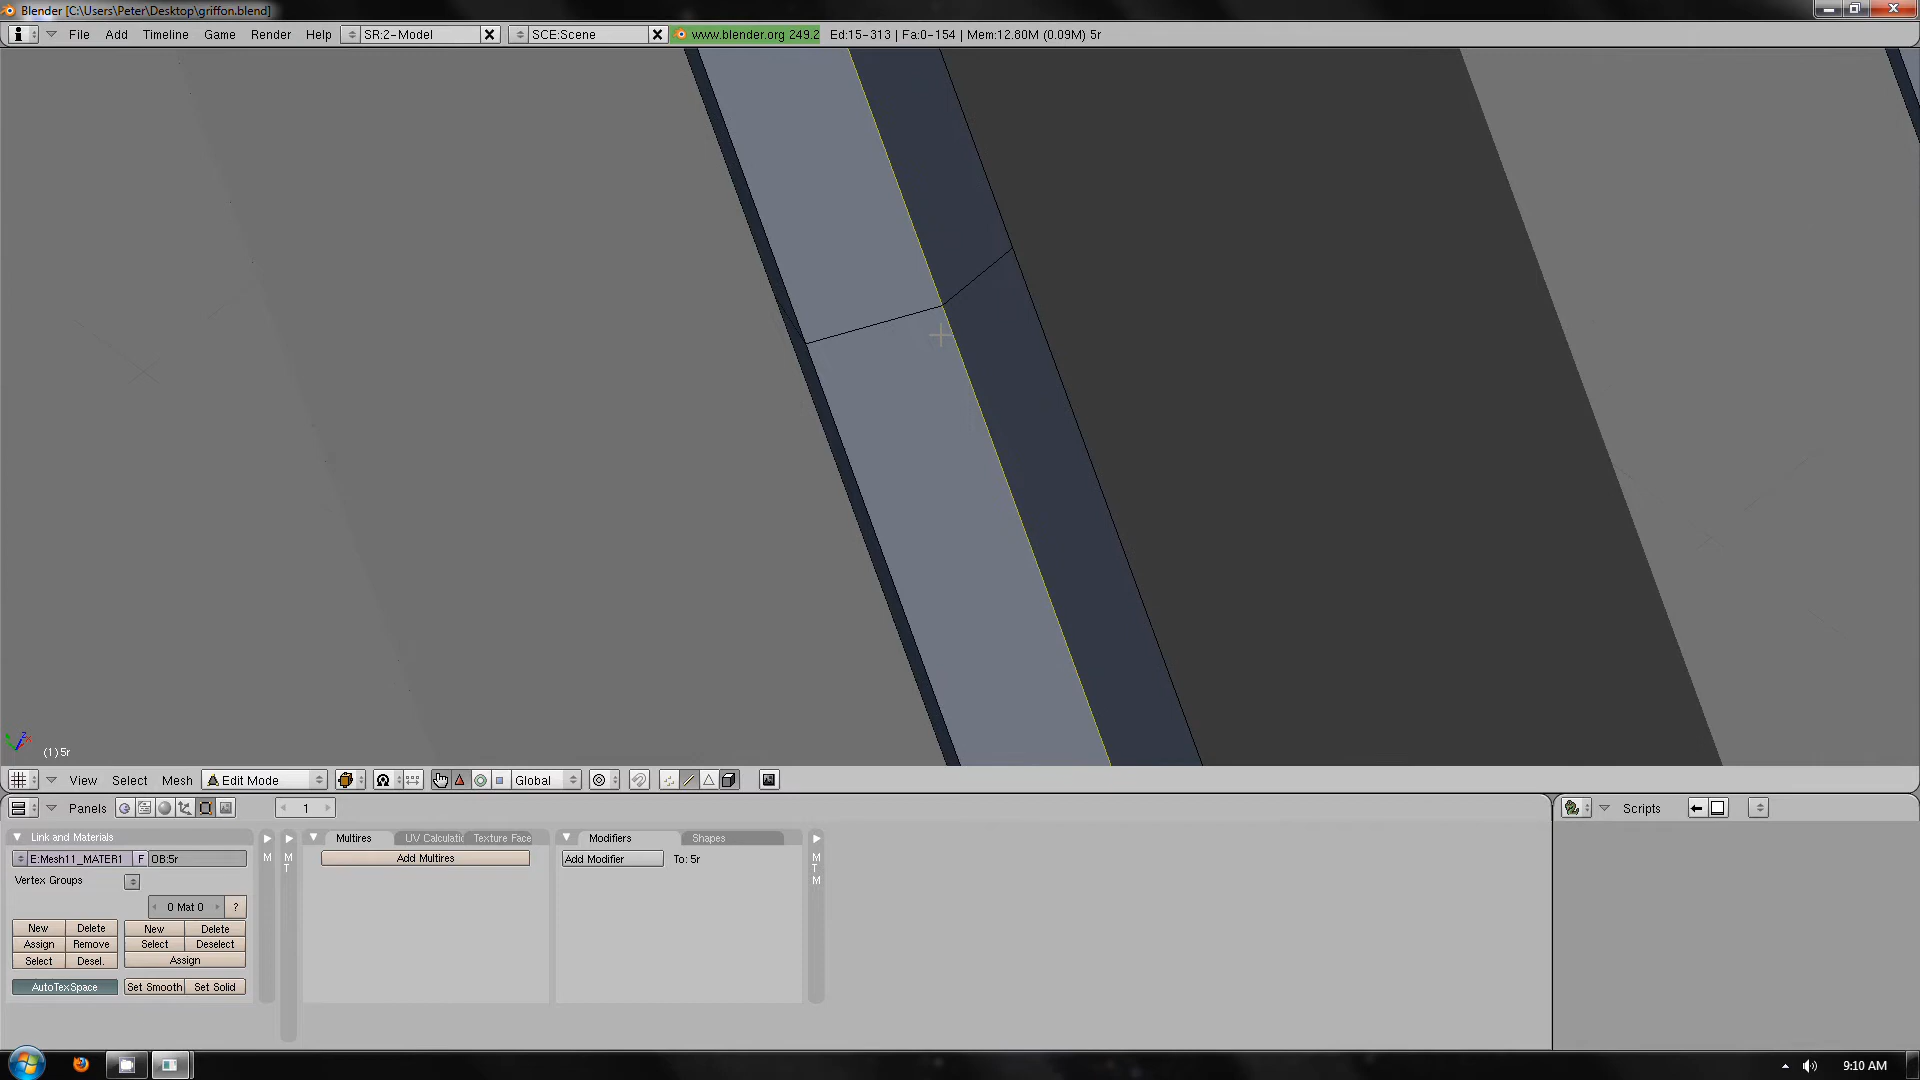 Blender [C:\Users\Peter\Desktop\griffon.blend]
File Add Timeline Game Render Help SR:2-Model SCE:Scene www.blender.org 249.2 Ed:15-313 | Fa:0-154 | Mem:12.80M (0.09M) 5r
(1) 5r
View Select Mesh Edit Mode Global
Panels 1 Scripts
Link and Materials
Multires UV Calculatic Texture Face Modifiers Shapes
E:Mesh11_MATER1 F OB:5r Add Multires Add Modifier To: 5r
M M T M T M
Vertex Groups
0 Mat 0 ?
New Delete New Delete
Assign Remove Select Deselect
Select Desel. Assign
AutoTexSpace Set Smooth Set Solid
9:10 AM